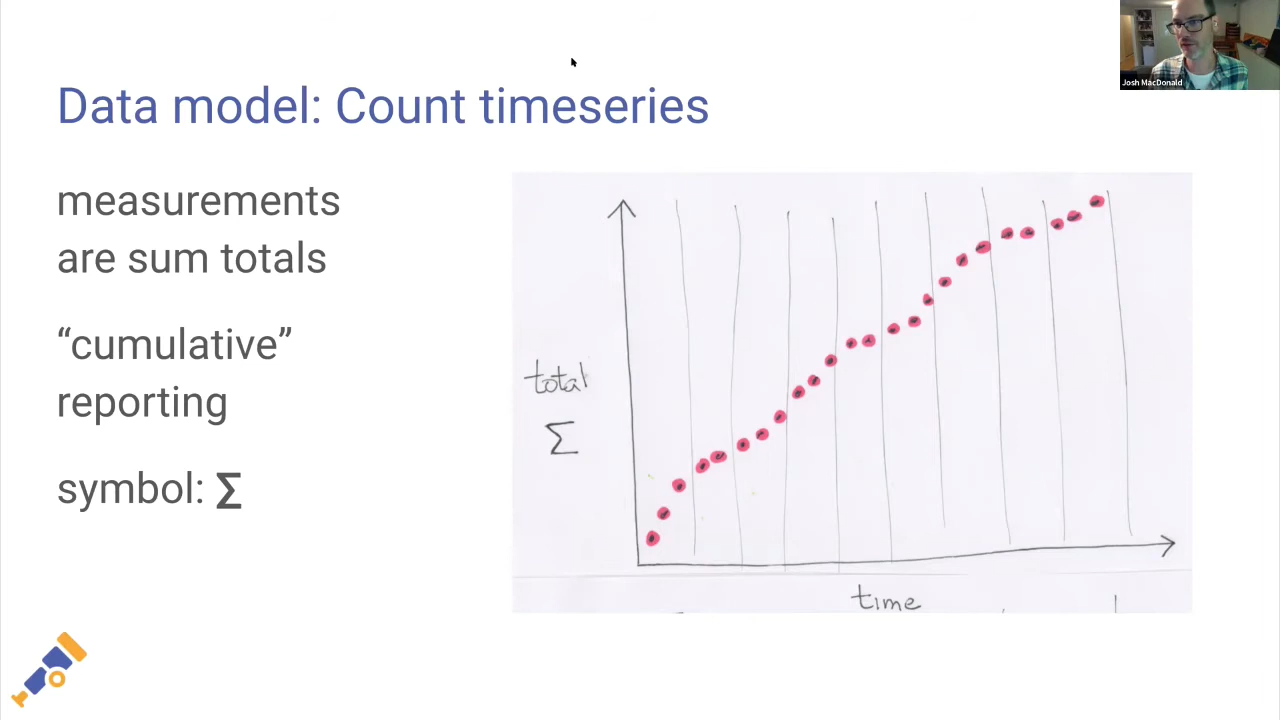 Josh MacDonald
Data model: Count timeseries
measurements
are sum totals
“cumulative”
reporting
symbol: Σ
total
Σ
time